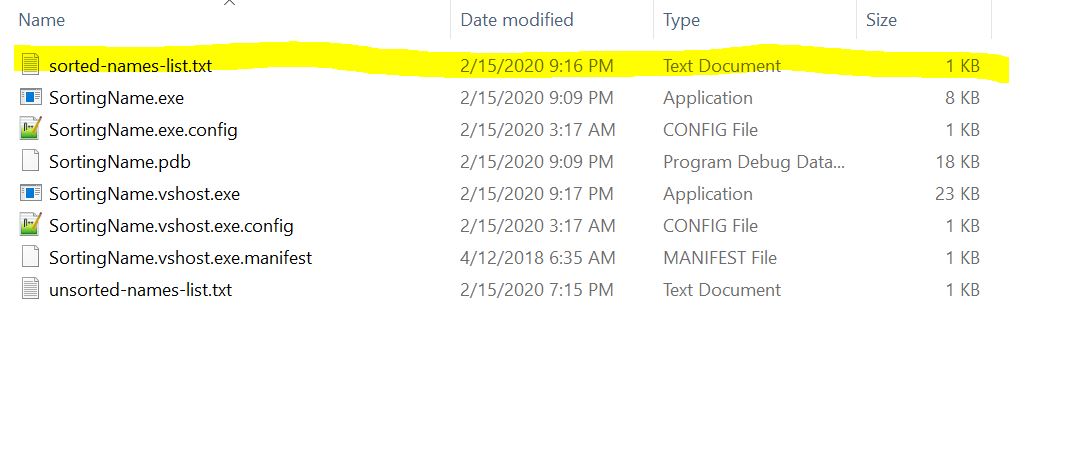 Name Date modified Type Size
sorted-names-list.txt 2/15/2020 9:16 PM Text Document 1 KB
SortingName.exe 2/15/2020 9:09 PM Application 8 KB
SortingName.exe.config 2/15/2020 3:17 AM CONFIG File 1 KB
SortingName.pdb 2/15/2020 9:09 PM Program Debug Data... 18 KB
SortingName.vshost.exe 2/15/2020 9:17 PM Application 23 KB
SortingName.vshost.exe.config 2/15/2020 3:17 AM CONFIG File 1 KB
SortingName.vshost.exe.manifest 4/12/2018 6:35 AM MANIFEST File 1 KB
unsorted-names-list.txt 2/15/2020 7:15 PM Text Document 1 KB